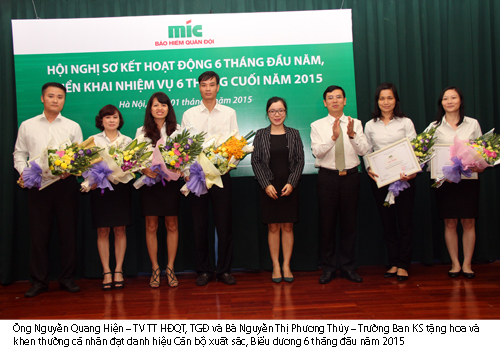 mic
BẢO HIỂM QUÂN ĐỘI
HỘI NGHỊ SƠ KẾT HOẠT ĐỘNG 6 THÁNG ĐẦU NĂM,
ỂN KHAI NHIỆM VỤ 6 THÁNG CUỐI NĂM 2015
Hà Nội, 01 tháng 2015
Ông Nguyễn Quang Hiện – TV TT HĐQT, TGĐ và Bà Nguyễn Thị Phương Thúy – Trưởng Ban KS tặng hoa và
khen thưởng cá nhân đạt danh hiệu Cán bộ xuất sắc, Biểu dương 6 tháng đầu năm 2015